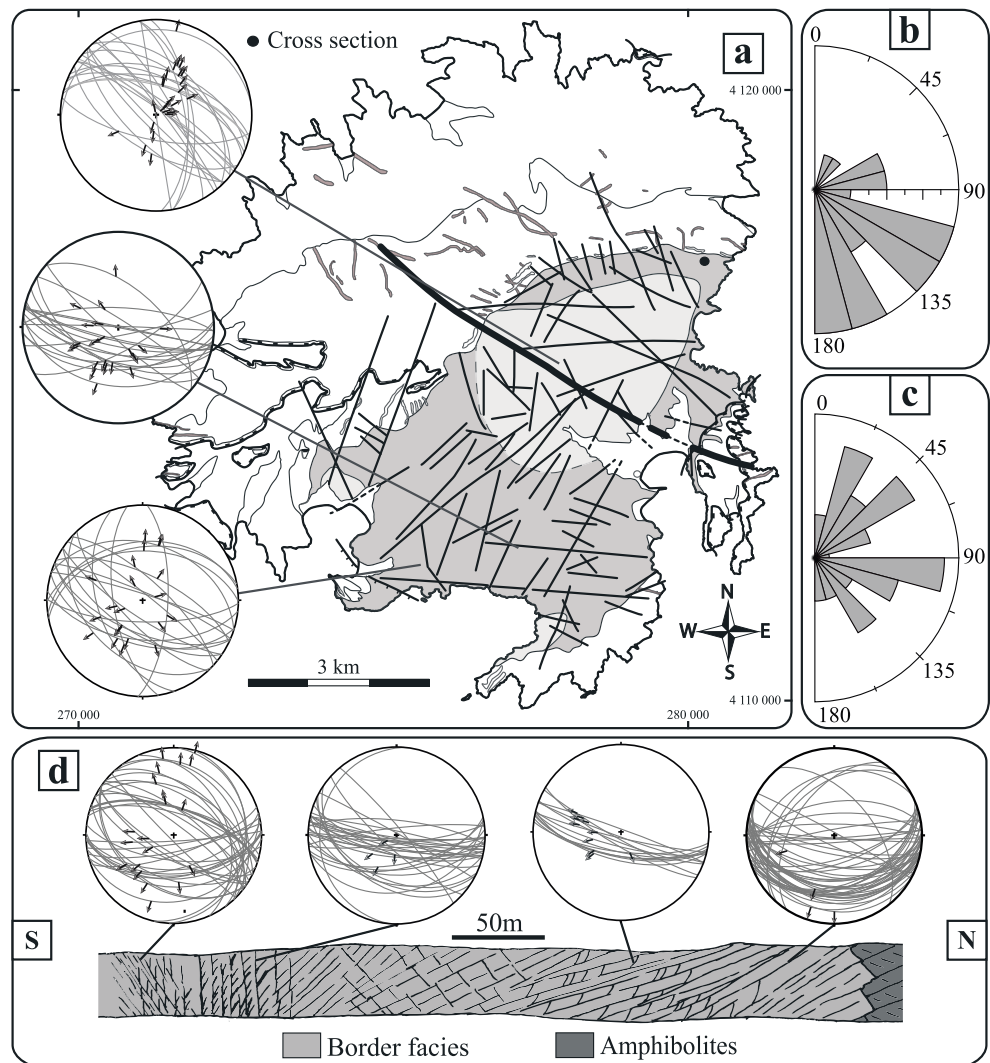 Cross section
a
4 120 000
3 km
N
W E
S
270 000
280 000
4 110 000
b
0
45
90
135
180
c
0
45
90
135
180
d
50m
S
N
Border facies
Amphibolites